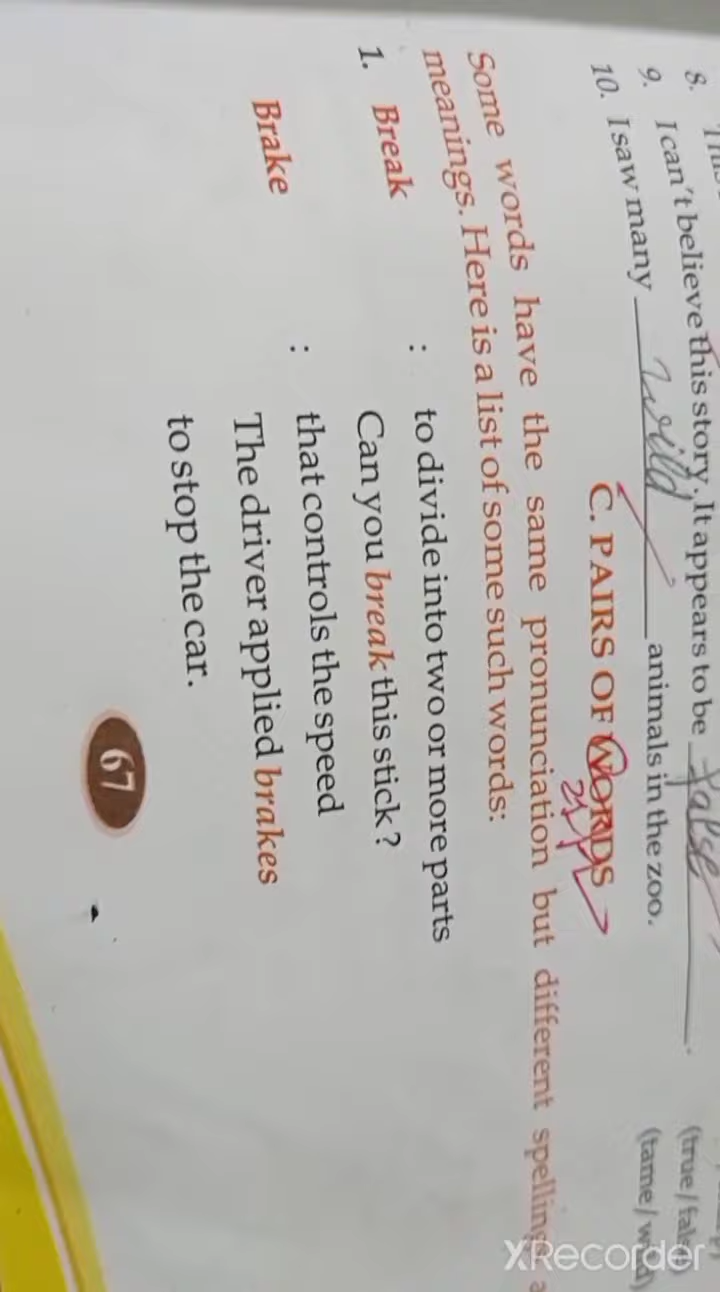 8.
9. I can't believe this story. It appears to be false. (true / false)
10. I saw many wild animals in the zoo. (tame / wild)
C. PAIRS OF WORDS
Some words have the same pronunciation but different spellings
meanings. Here is a list of some such words:
1. Break : to divide into two or more parts
Can you break this stick?
Brake : that controls the speed
The driver applied brakes
to stop the car.
67
XRecorder